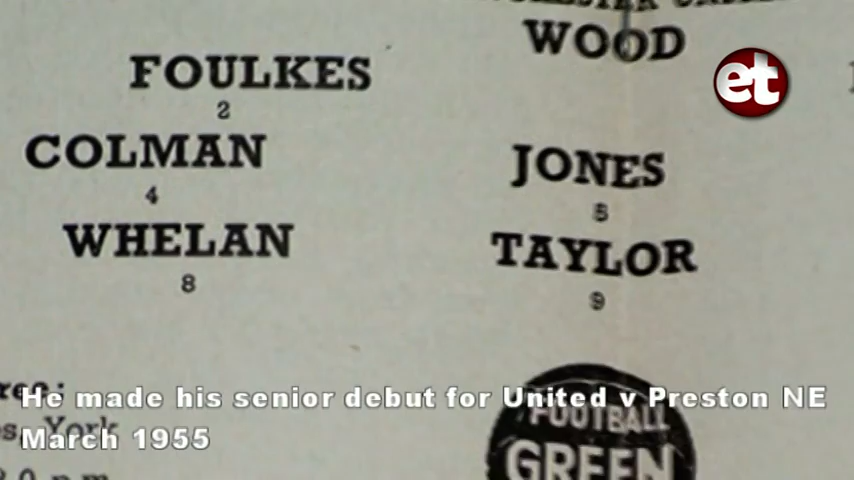 WOOD
et
FOULKES
2
COLMAN
4
JONES
5
WHELAN
8
TAYLOR
9
He made his senior debut for United v Preston NE
March 1955
York
FOOTBALL
GREEN